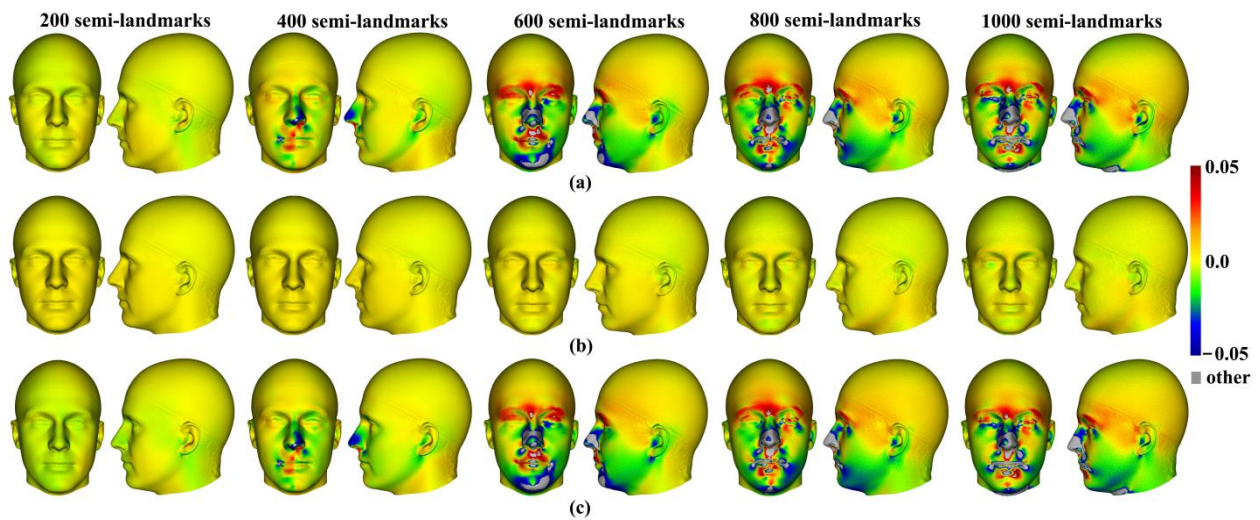 200 semi-landmarks 400 semi-landmarks 600 semi-landmarks 800 semi-landmarks 1000 semi-landmarks
0.05
(a)
0.0
(b)
−0.05
other
(c)